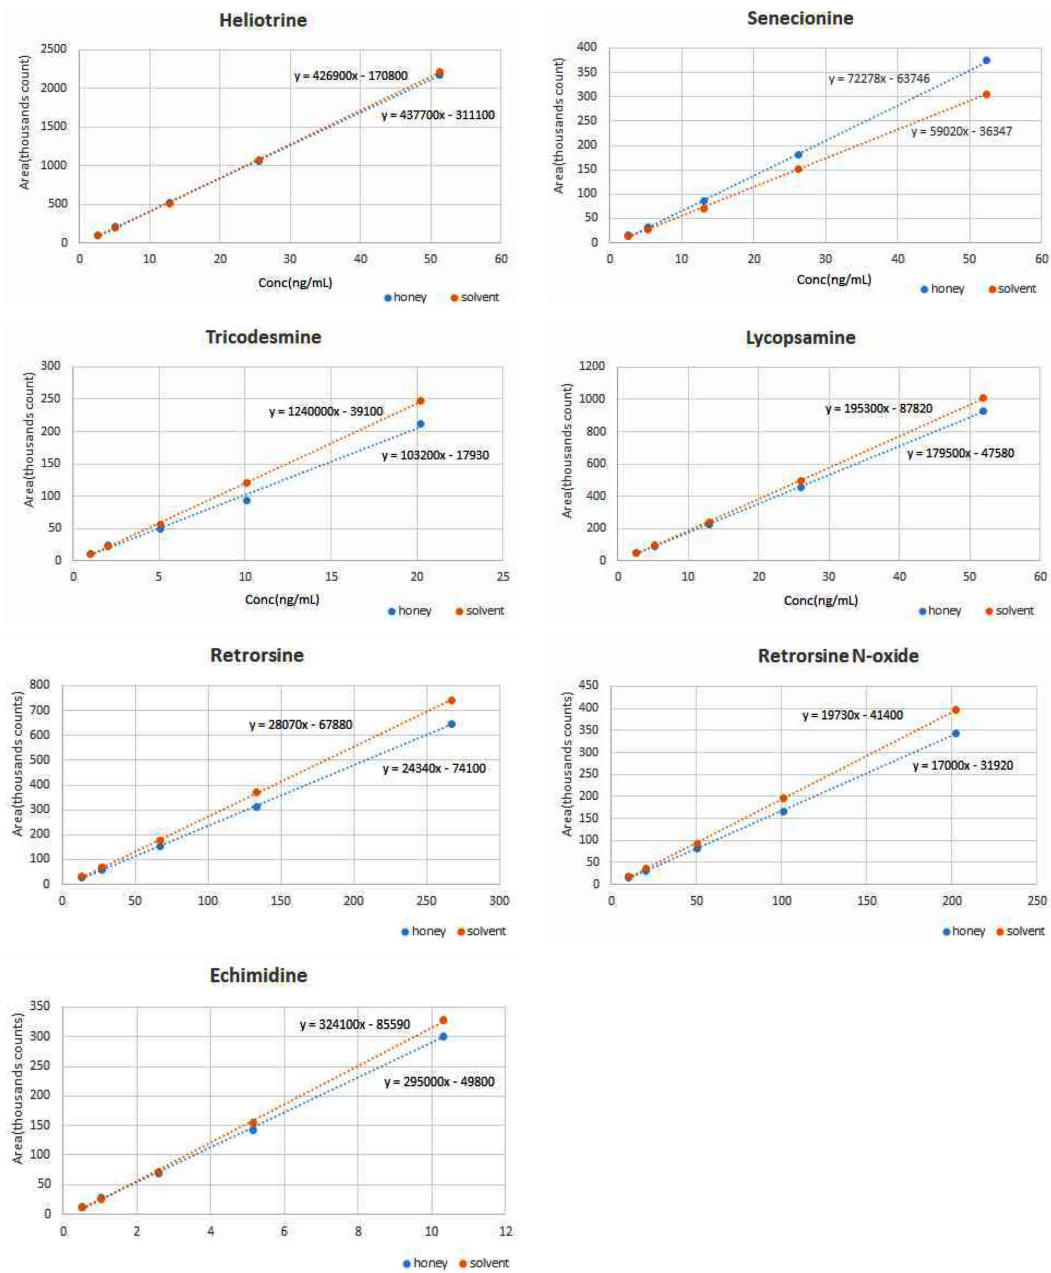 Heliotrine
Area(thousands count)
2500
2000
1500
1000
500
0
y = 426900x - 170800
y = 437700x - 311100
0 10 20 30 40 50 60
Conc(ng/mL)
honey solvent
Senecionine
Area(thousands count)
400
350
300
250
200
150
100
50
0
y = 72278x - 63746
y = 59020x - 36347
0 10 20 30 40 50 60
Conc(ng/mL)
honey solvent
Tricodesmine
Area(thousands count)
300
250
200
150
100
50
0
y = 1240000x - 39100
y = 103200x - 17930
0 5 10 15 20 25
Conc(ng/mL)
honey solvent
Lycopsamine
Area(thousands count)
1200
1000
800
600
400
200
0
y = 195300x - 87820
y = 179500x - 47580
0 10 20 30 40 50 60
Conc(ng/mL)
honey solvent
Retrorsine
Area(thousands counts)
800
700
600
500
400
300
200
100
0
y = 28070x - 67880
y = 24340x - 74100
0 50 100 150 200 250 300
honey solvent
Retrorsine N-oxide
Area(thousands counts)
450
400
350
300
250
200
150
100
50
0
y = 19730x - 41400
y = 17000x - 31920
0 50 100 150 200 250
honey solvent
Echimidine
Area(thousands counts)
350
300
250
200
150
100
50
0
y = 324100x - 85590
y = 295000x - 49800
0 2 4 6 8 10 12
honey solvent